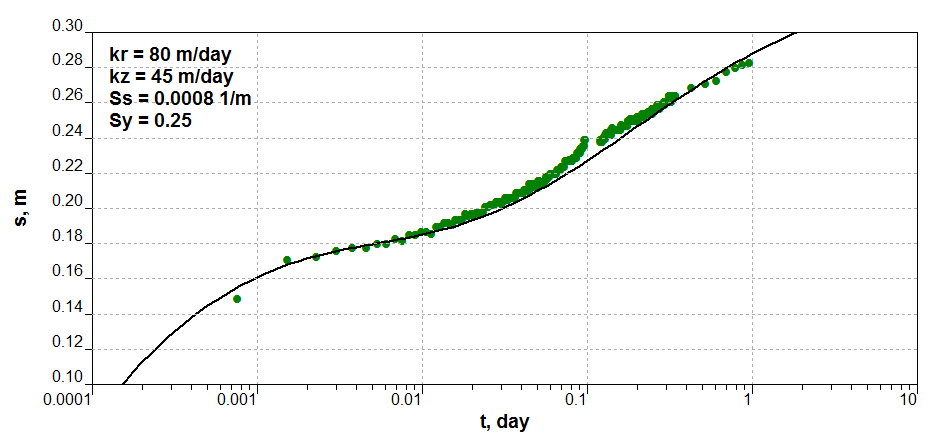 0.30
kr = 80 m/day
0.28
kz = 45 m/day
0.26
Ss = 0.0008 1/m
0.24
Sy = 0.25
0.22
0.20
s, m
0.18
0.16
0.14
0.12
0.10
0.0001 0.001 0.01 0.1 1 10
t, day